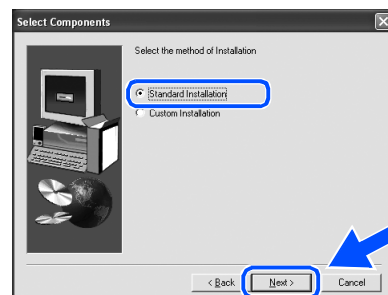 Select Components
Select the method of Installation
Standard Installation
Custom Installation
< Back
Next >
Cancel